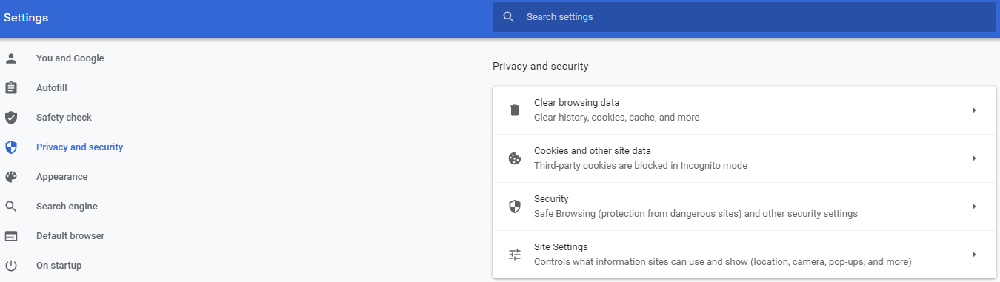 Settings
Search settings
You and Google
Autofill
Safety check
Privacy and security
Appearance
Search engine
Default browser
On startup
Privacy and security
Clear browsing data
Clear history, cookies, cache, and more
Cookies and other site data
Third-party cookies are blocked in Incognito mode
Security
Safe Browsing (protection from dangerous sites) and other security settings
Site Settings
Controls what information sites can use and show (location, camera, pop-ups, and more)